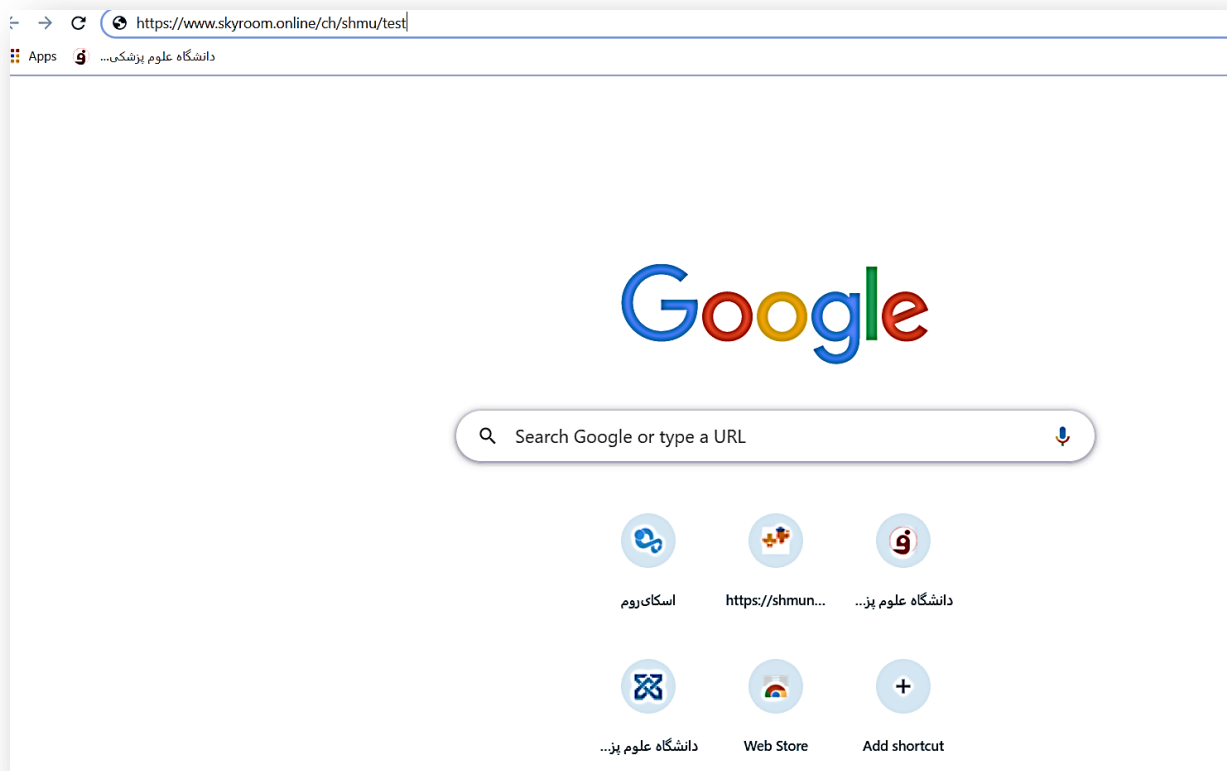 https://www.skyroom.online/ch/shmu/test
Apps دانشگاه علوم پزشکی...
Google
Search Google or type a URL
اسکای‌روم https://shmun... دانشگاه علوم پز...
دانشگاه علوم پز... Web Store Add shortcut